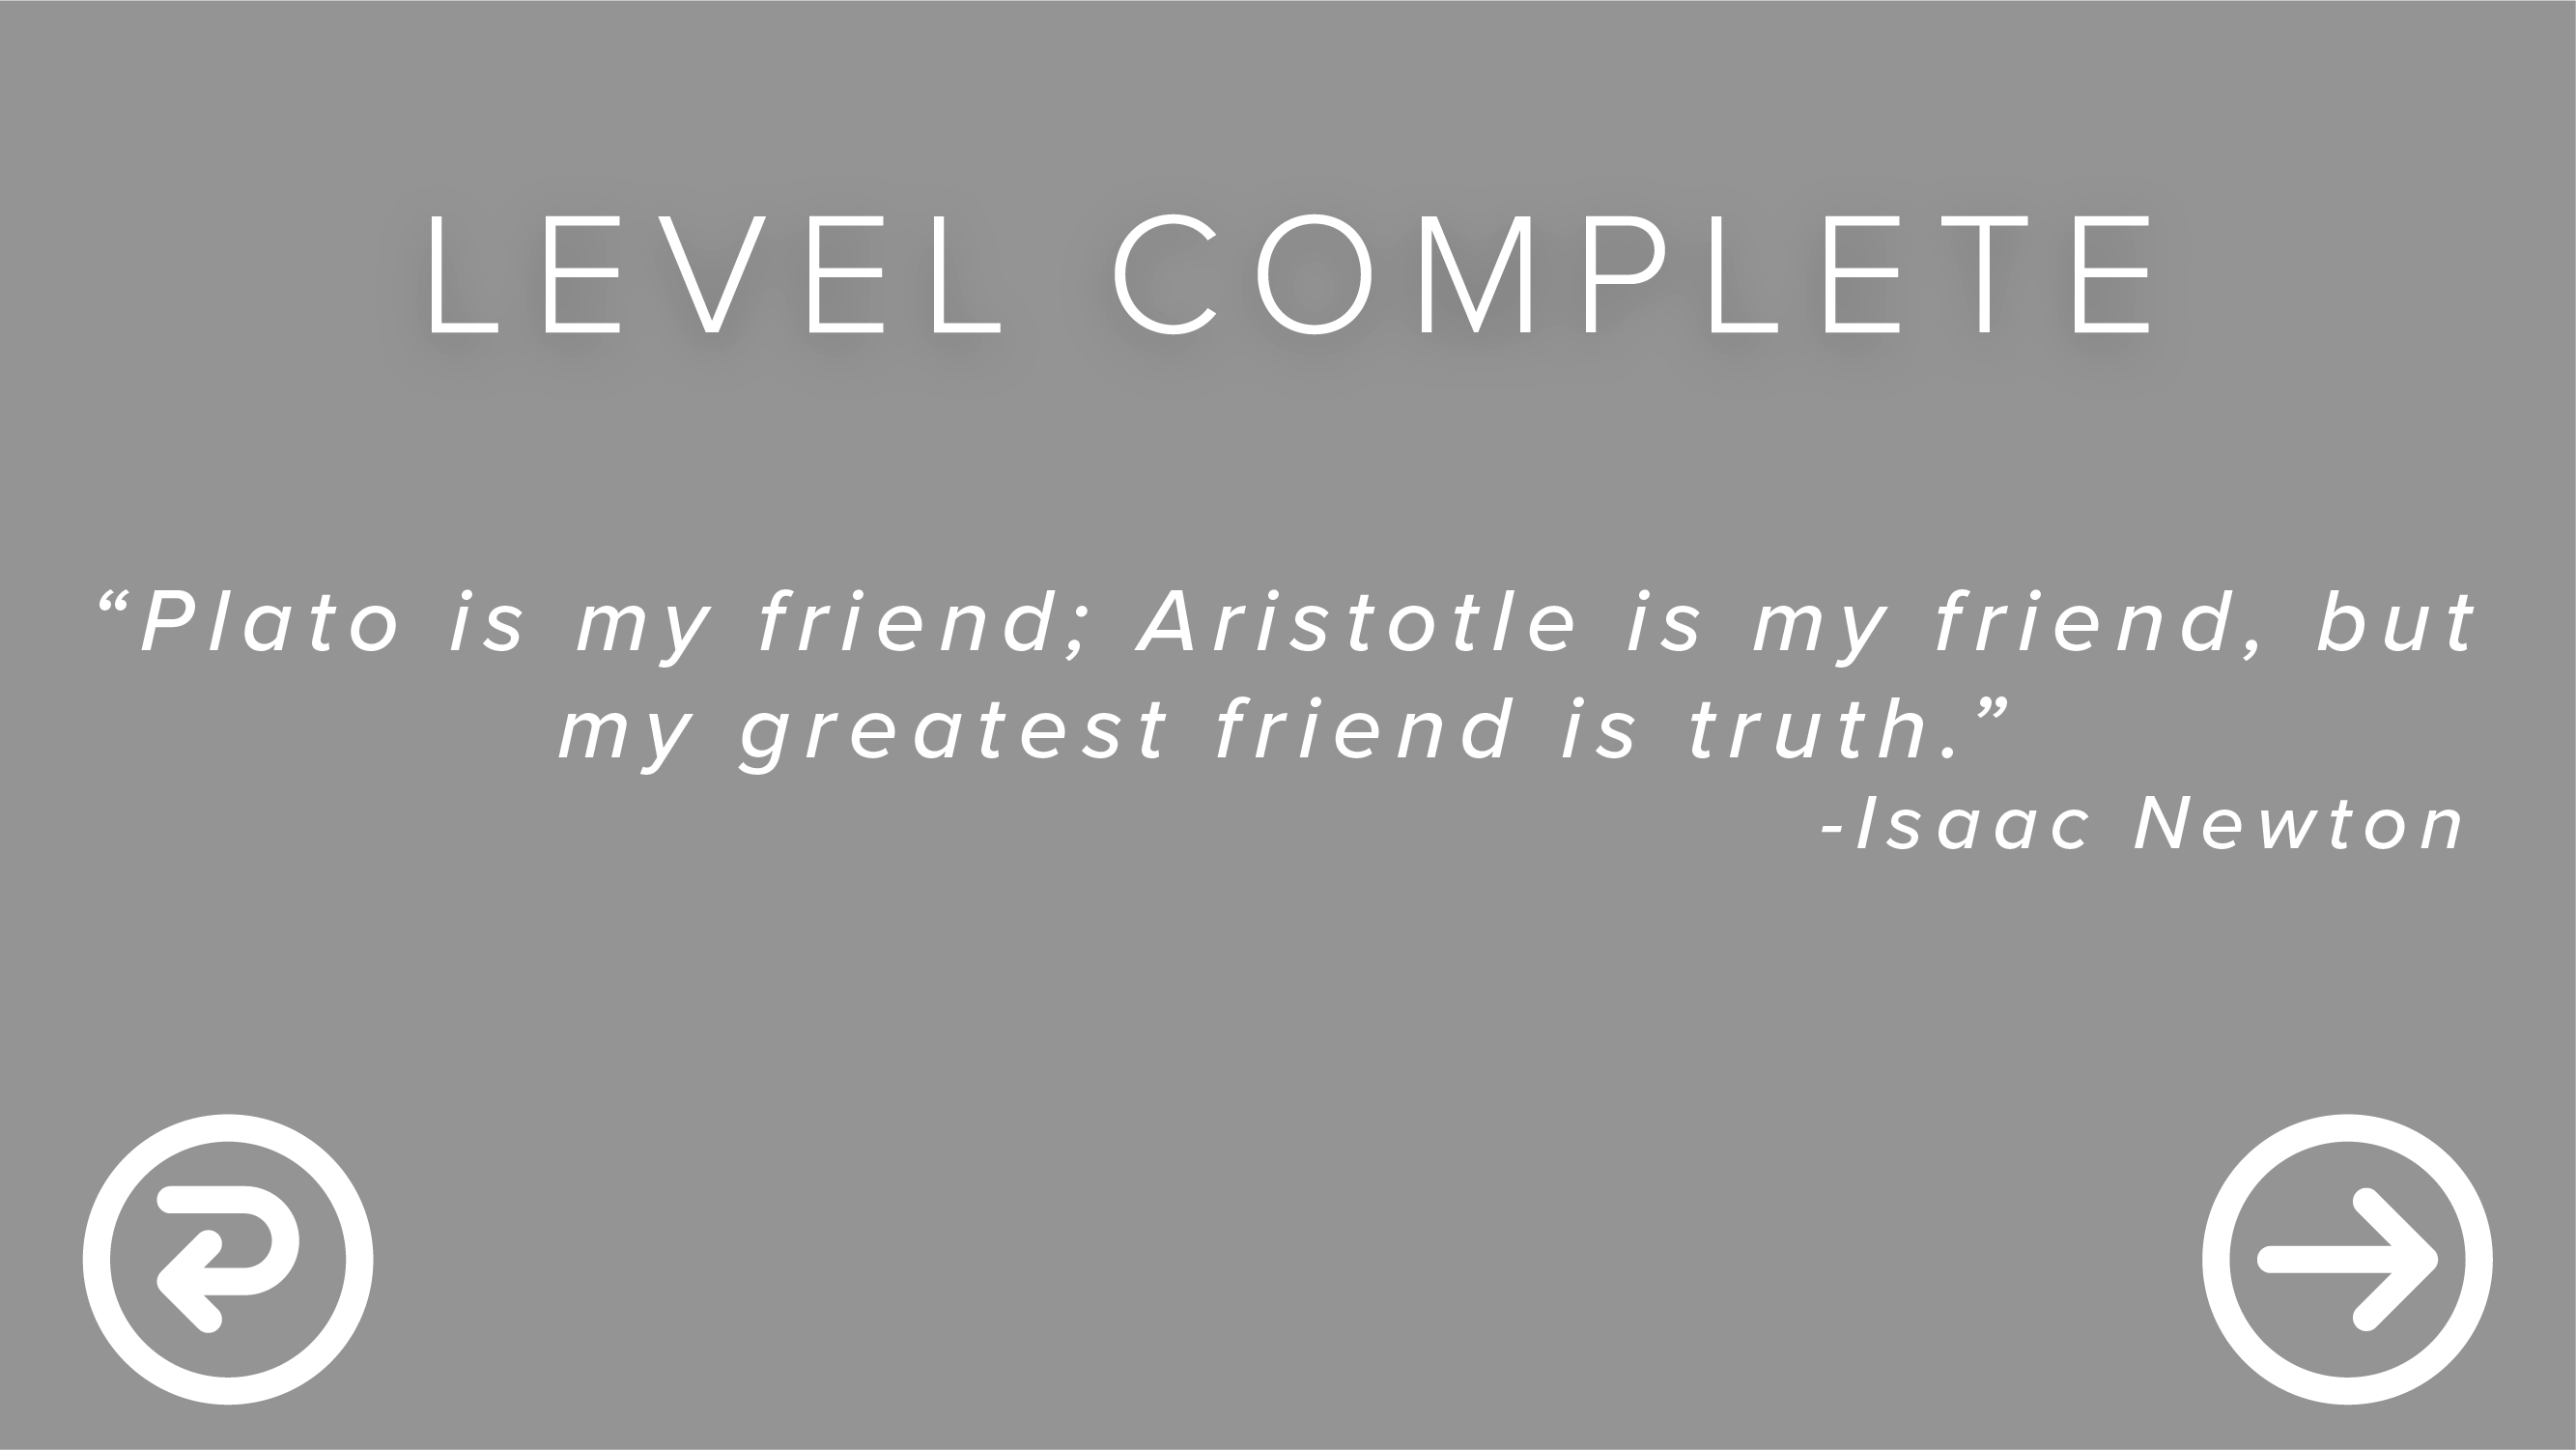 LEVEL COMPLETE
“Plato is my friend; Aristotle is my friend, but
my greatest friend is truth.”
-Isaac Newton